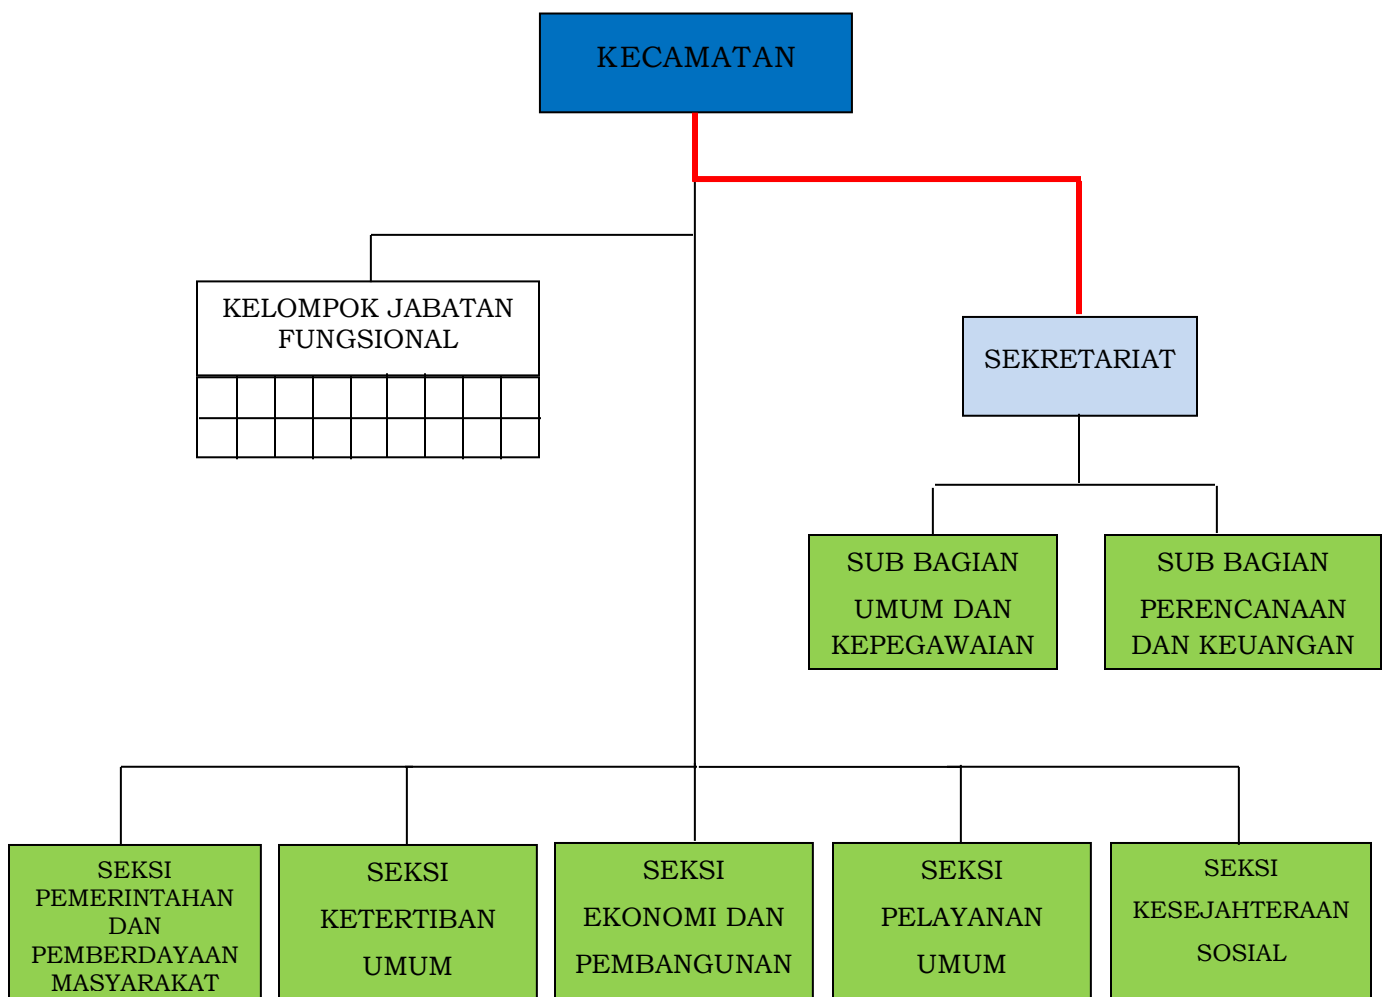 KECAMATAN
KELOMPOK JABATAN
FUNGSIONAL
SEKRETARIAT
SUB BAGIAN
UMUM DAN
KEPEGAWAIAN
SUB BAGIAN
PERENCANAAN
DAN KEUANGAN
SEKSI
PEMERINTAHAN
DAN
PEMBERDAYAAN
MASYARAKAT
SEKSI
KETERTIBAN
UMUM
SEKSI
EKONOMI DAN
PEMBANGUNAN
SEKSI
PELAYANAN
UMUM
SEKSI
KESEJAHTERAAN
SOSIAL